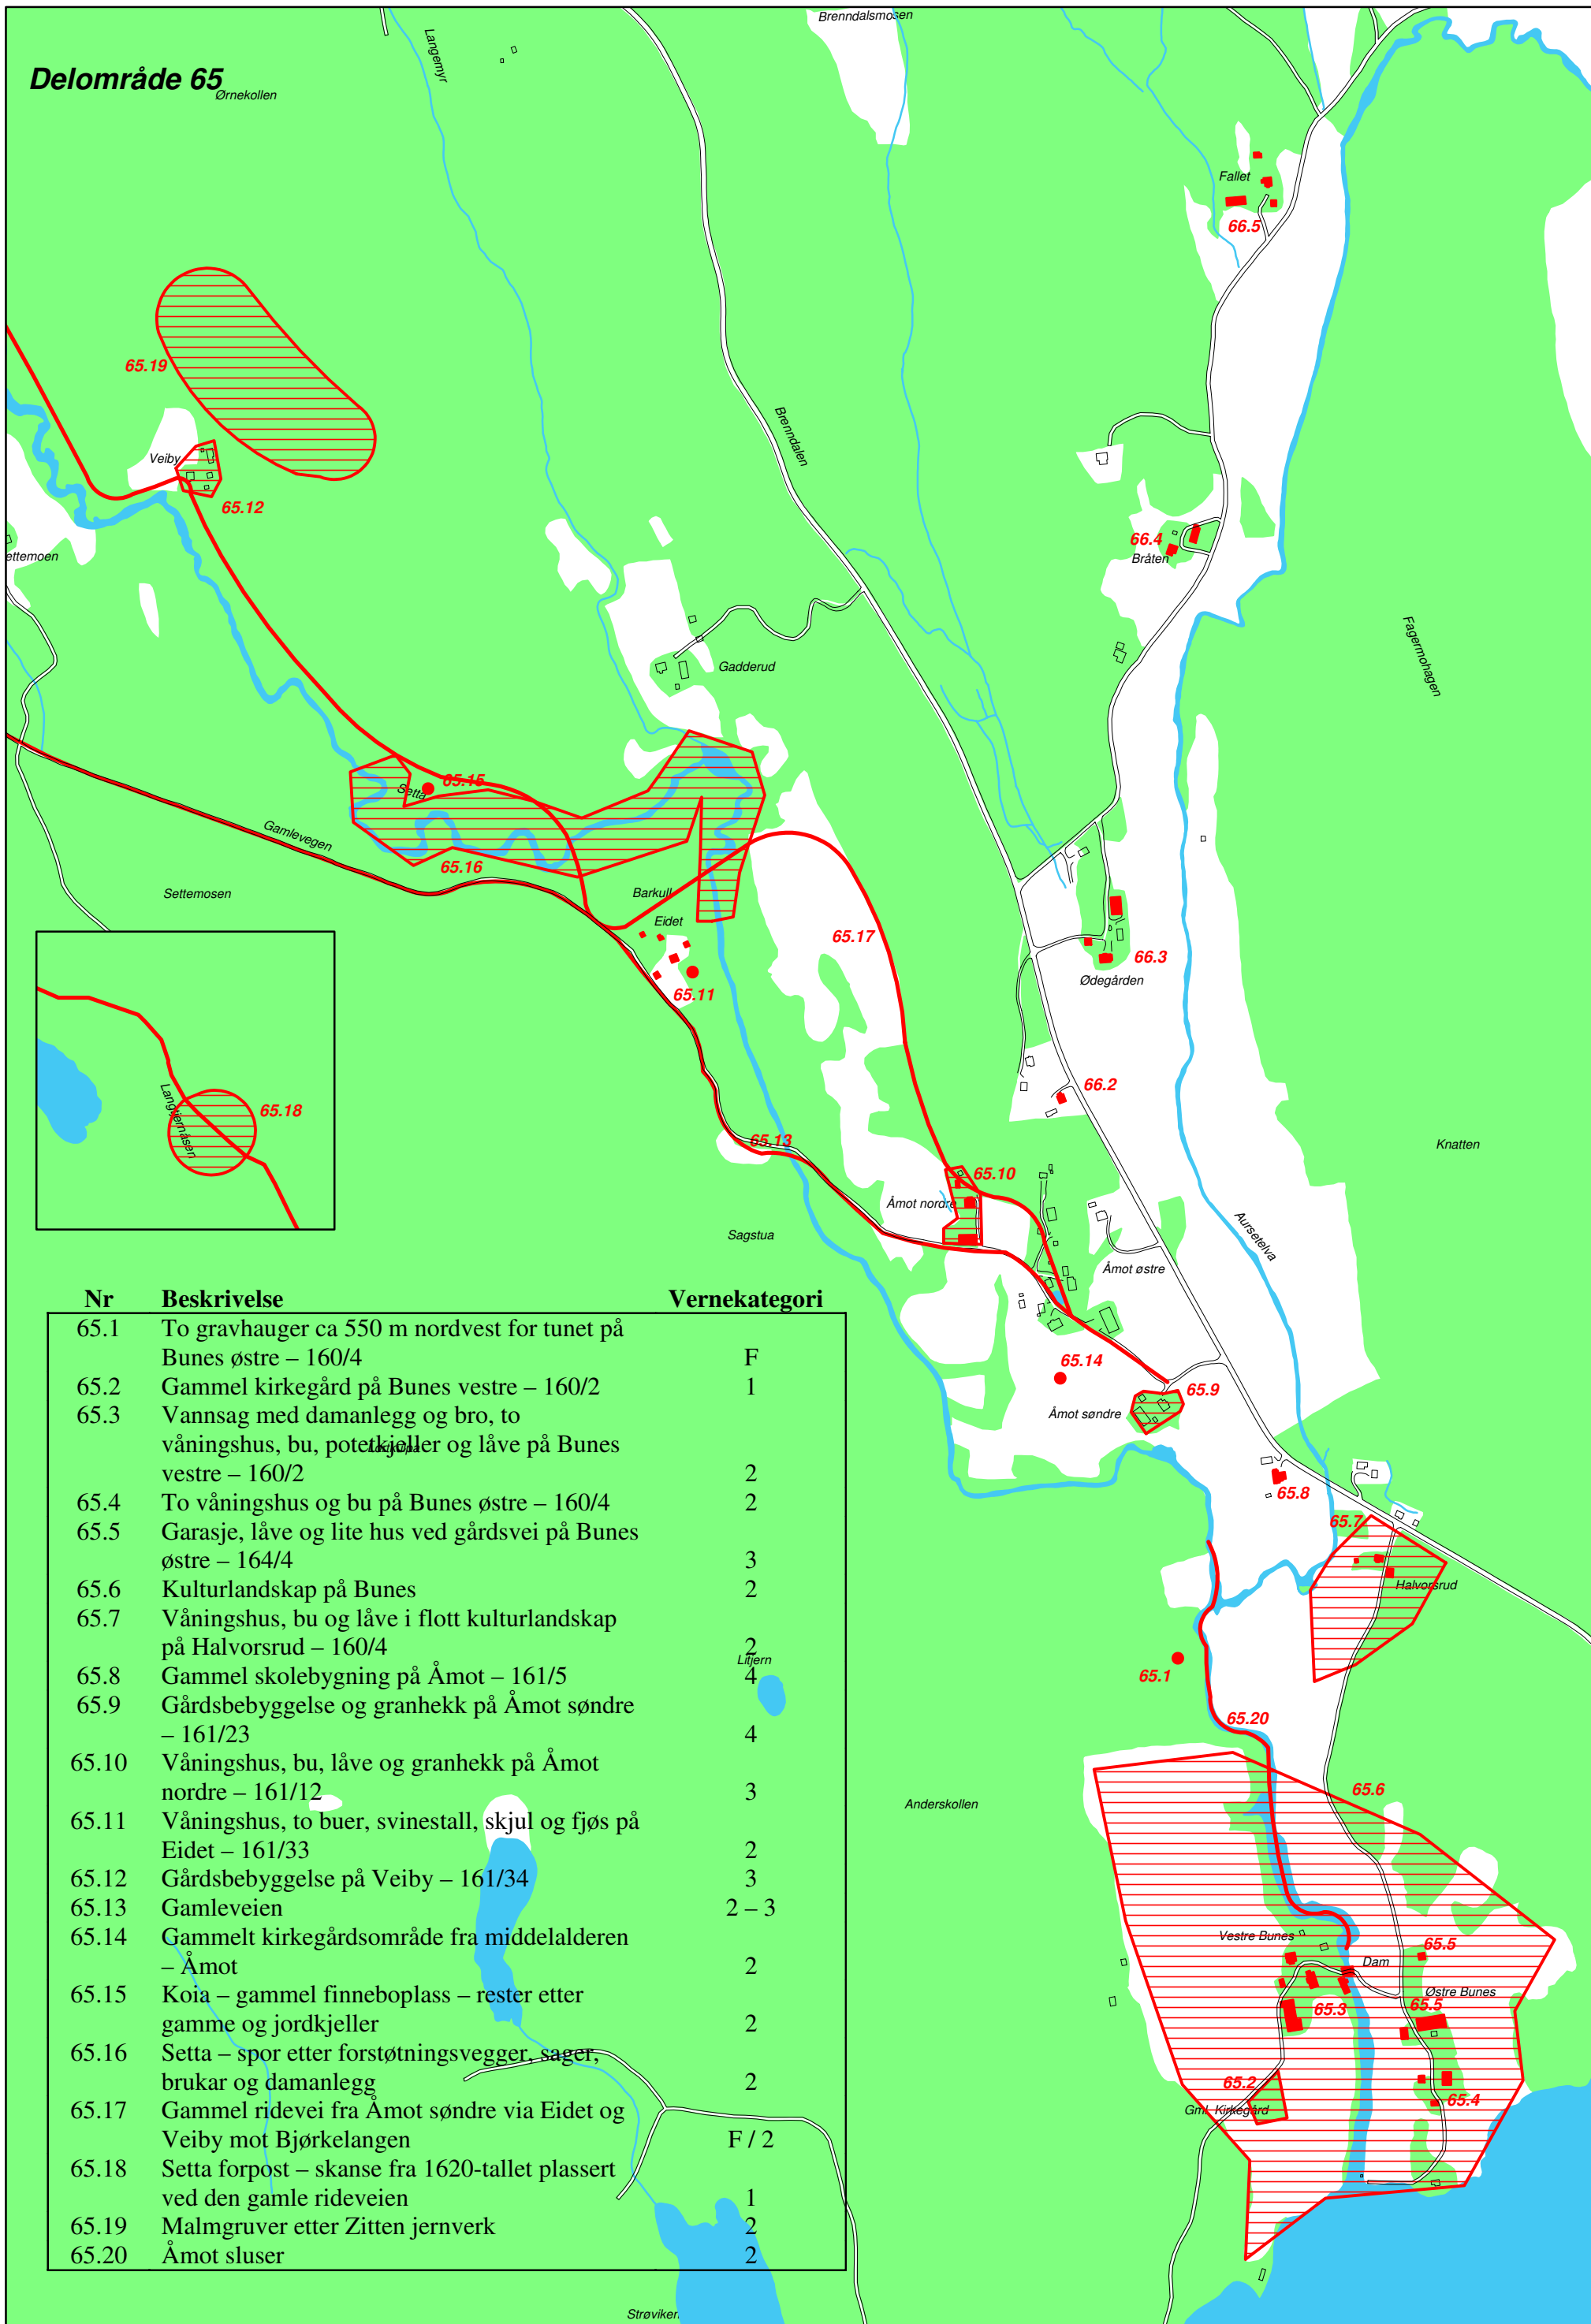 Brenndalsmosen
Delområde 65
Ørnekollen
Langemyr
Fallet
66.5
65.19
Brenndalen
Veiby
65.12
ettemoen
66.4
Bråten
Fagermohagen
Gadderud
65.15
Setta
Gamlevegen
65.16
Settemosen
Barkull
Eidet
65.17
66.3
Ødegården
65.11
66.2
65.18
Langtjernåsen
65.13
Knatten
65.10
Åmot nordre
Aursetelva
Sagstua
Åmot østre
65.14
65.9
Åmot søndre
65.8
65.7
Halvorsrud
65.1
65.20
65.6
Anderskollen
Vestre Bunes
65.5
Dam
Østre Bunes
65.5
65.3
65.2
65.4
Gml. Kirkegård
Nr Beskrivelse Vernekategori
65.1 To gravhauger ca 550 m nordvest for tunet på
Bunes østre – 160/4 F
65.2 Gammel kirkegård på Bunes vestre – 160/2 1
65.3 Vannsag med damanlegg og bro, to
våningshus, bu, potetkjeller og låve på Bunes
vestre – 160/2 2
65.4 To våningshus og bu på Bunes østre – 160/4 2
65.5 Garasje, låve og lite hus ved gårdsvei på Bunes
østre – 164/4 3
65.6 Kulturlandskap på Bunes 2
65.7 Våningshus, bu og låve i flott kulturlandskap
på Halvorsrud – 160/4 2
Litjern
65.8 Gammel skolebygning på Åmot – 161/5 4
65.9 Gårdsbebyggelse og granhekk på Åmot søndre
– 161/23 4
65.10 Våningshus, bu, låve og granhekk på Åmot
nordre – 161/12 3
65.11 Våningshus, to buer, svinestall, skjul og fjøs på
Eidet – 161/33 2
65.12 Gårdsbebyggelse på Veiby – 161/34 3
65.13 Gamleveien 2 – 3
65.14 Gammelt kirkegårdsområde fra middelalderen
– Åmot 2
65.15 Koia – gammel finneboplass – rester etter
gamme og jordkjeller 2
65.16 Setta – spor etter forstøtningsvegger, sager,
brukar og damanlegg 2
65.17 Gammel ridevei fra Åmot søndre via Eidet og
Veiby mot Bjørkelangen F / 2
65.18 Setta forpost – skanse fra 1620-tallet plassert
ved den gamle rideveien 1
65.19 Malmgruver etter Zitten jernverk 2
65.20 Åmot sluser 2
Strøviken